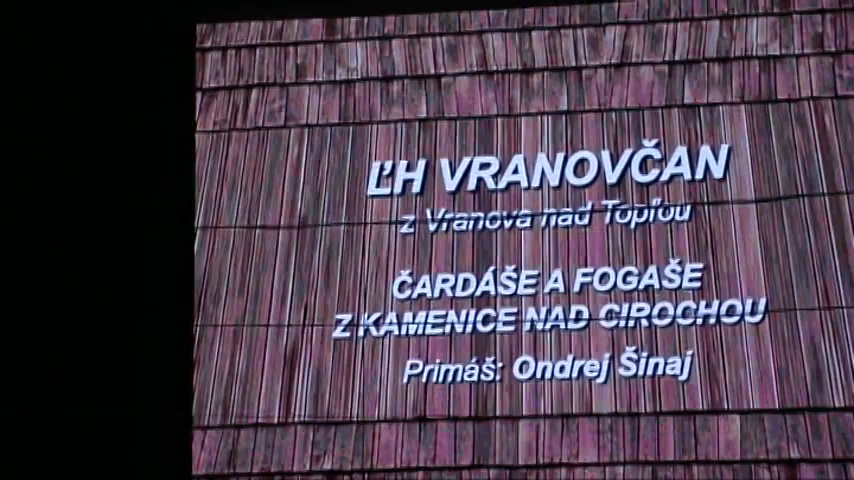 ĽH VRANOVČAN
z Vranova nad Topľou
ČARDÁŠE A FOGAŠE
Z KAMENICE NAD CIROCHOU
Primáš: Ondrej Šinaj